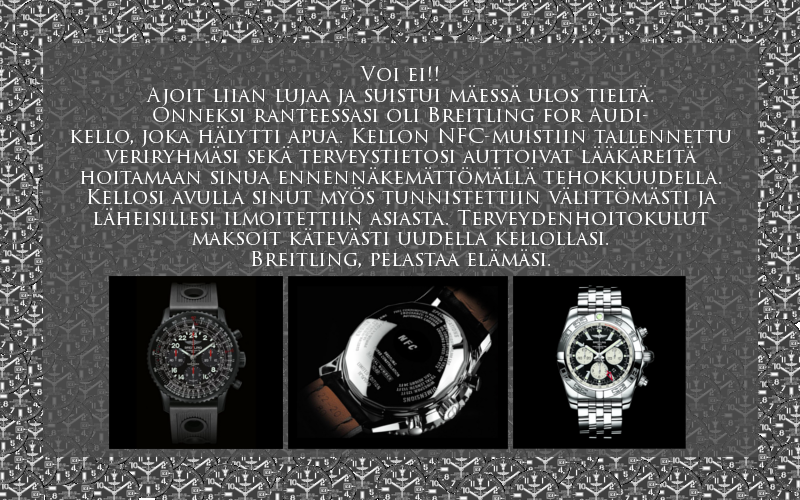 Voi ei!!
Ajoit liian lujaa ja suistui mäessä ulos tieltä.
Onneksi ranteessasi oli Breitling for Audi-
kello, joka hälytti apua. Kellon NFC-muistiin tallennettu
veriryhmäsi sekä terveystietosi auttoivat lääkäreitä
hoitamaan sinua ennennäkemättömällä tehokkuudella.
Kellosi avulla sinut myös tunnistettiin välittömästi ja
läheisillesi ilmoitettiin asiasta. Terveydenhoitokulut
maksoit kätevästi uudella kellollasi.
Breitling, pelastaa elämäsi.
NFC